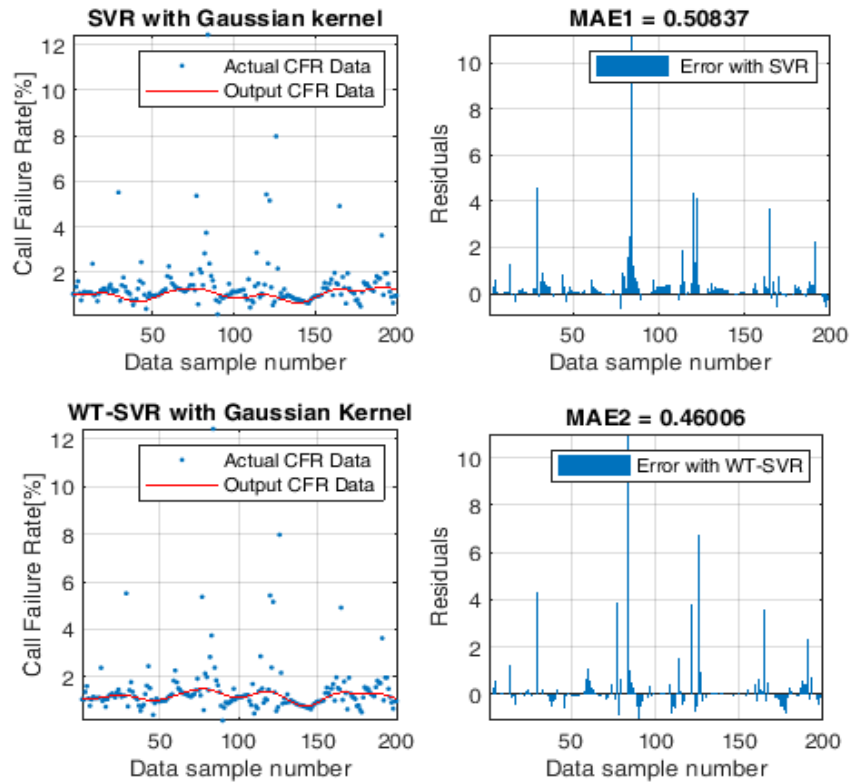 SVR with Gaussian kernel
Call Failure Rate[%]
12
10
8
6
4
2
Actual CFR Data
Output CFR Data
50
100
150
200
Data sample number
MAE1 = 0.50837
Residuals
10
8
6
4
2
0
Error with SVR
50
100
150
200
Data sample number
WT-SVR with Gaussian Kernel
Call Failure Rate[%]
12
10
8
6
4
2
Actual CFR Data
Output CFR Data
50
100
150
200
Data sample number
MAE2 = 0.46006
Residuals
10
8
6
4
2
0
Error with WT-SVR
50
100
150
200
Data sample number